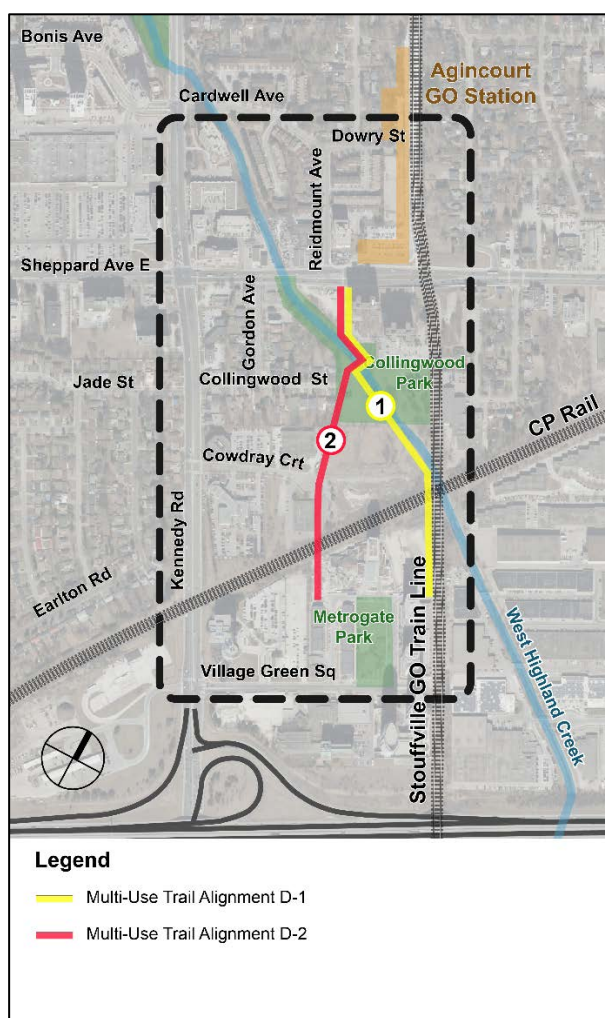 Bonis Ave
Agincourt
GO Station
Cardwell Ave
Dowry St
Reidmount Ave
Sheppard Ave E
Gordon Ave
Collingwood
Park
Jade St
Collingwood St
1
CP Rail
2
Cowdray Crt
Kennedy Rd
Earlton Rd
Metrogate
Park
Stouffville GO Train Line
West Highland Creek
Village Green Sq
Legend
Multi-Use Trail Alignment D-1
Multi-Use Trail Alignment D-2